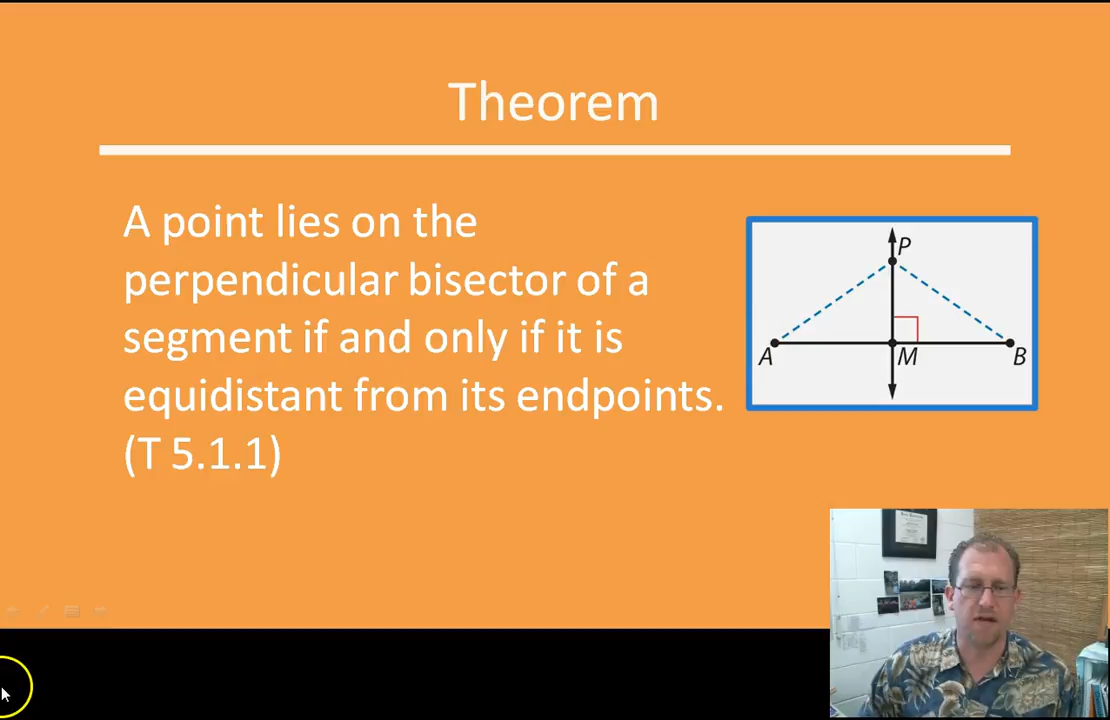 Theorem
A point lies on the
perpendicular bisector of a
segment if and only if it is
equidistant from its endpoints.
(T 5.1.1)
P
A
M
B